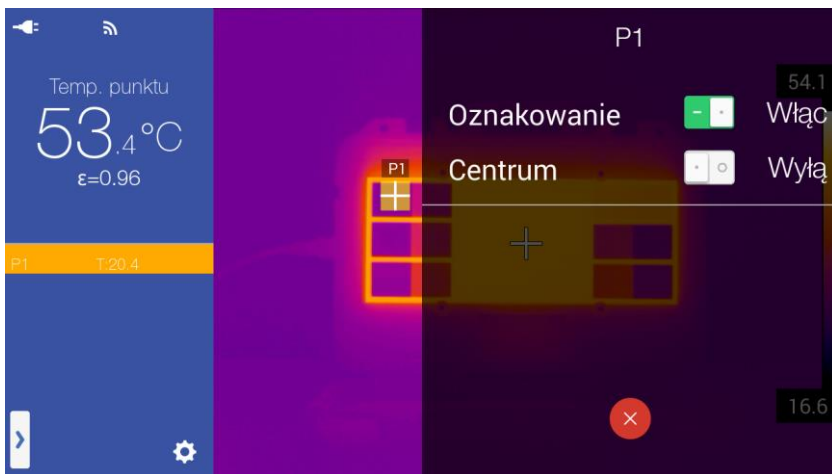 Temp. punktu
53.4°C
ε=0.96
P1 T:20.4
P1
P1
Oznakowanie Włąc
Centrum Wyłą
54.1
16.6